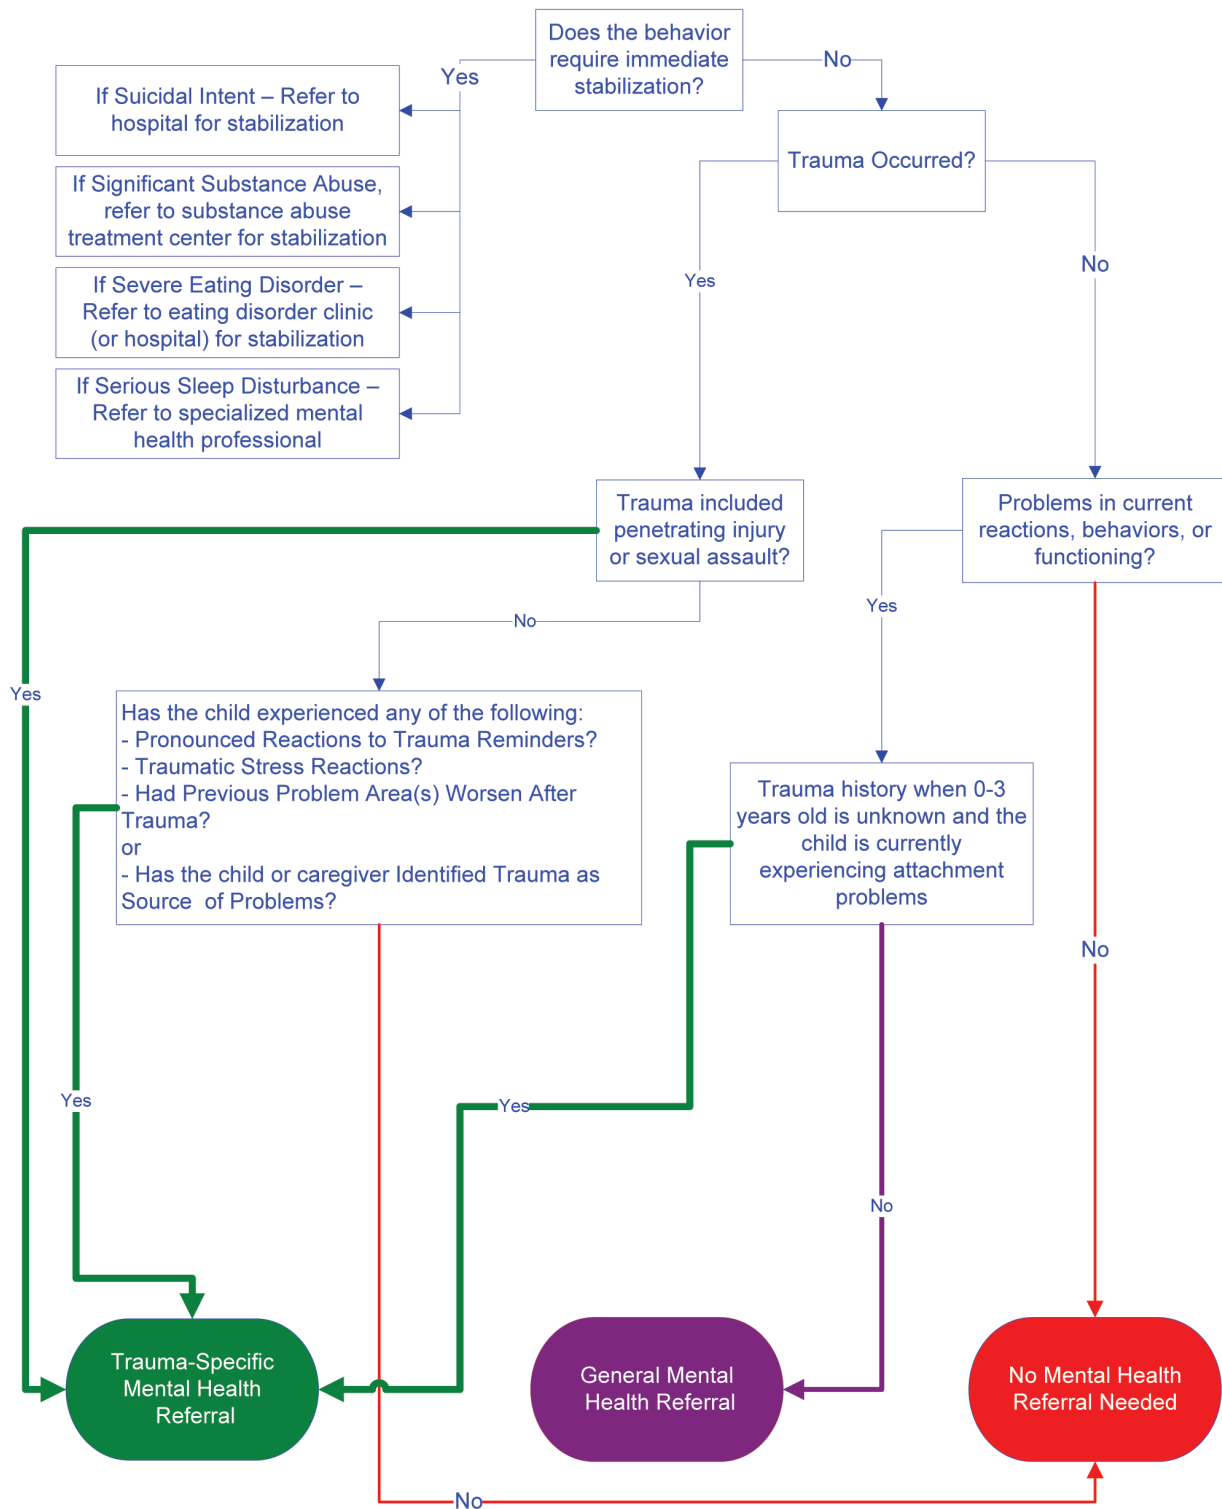 Does the behavior
require immediate
stabilization?
Yes
No
If Suicidal Intent – Refer to
hospital for stabilization
Trauma Occurred?
If Significant Substance Abuse,
refer to substance abuse
treatment center for stabilization
Yes
No
If Severe Eating Disorder –
Refer to eating disorder clinic
(or hospital) for stabilization
If Serious Sleep Disturbance –
Refer to specialized mental
health professional
Trauma included
penetrating injury
or sexual assault?
Problems in current
reactions, behaviors, or
functioning?
Yes
No
Yes
Has the child experienced any of the following:
- Pronounced Reactions to Trauma Reminders?
- Traumatic Stress Reactions?
- Had Previous Problem Area(s) Worsen After
Trauma?
or
- Has the child or caregiver Identified Trauma as
Source of Problems?
Trauma history when 0-3
years old is unknown and the
child is currently
experiencing attachment
problems
No
Yes
Yes
No
Trauma-Specific
Mental Health
Referral
General Mental
Health Referral
No Mental Health
Referral Needed
No